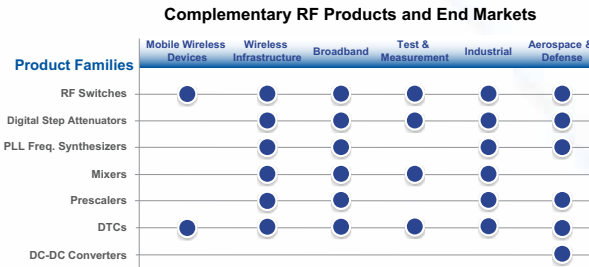 Complementary RF Products and End Markets
Mobile Wireless Devices
Wireless Infrastructure
Broadband
Test & Measurement
Industrial
Aerospace & Defense
Product Families
RF Switches
Digital Step Attenuators
PLL Freq. Synthesizers
Mixers
Prescalers
DTCs
DC-DC Converters